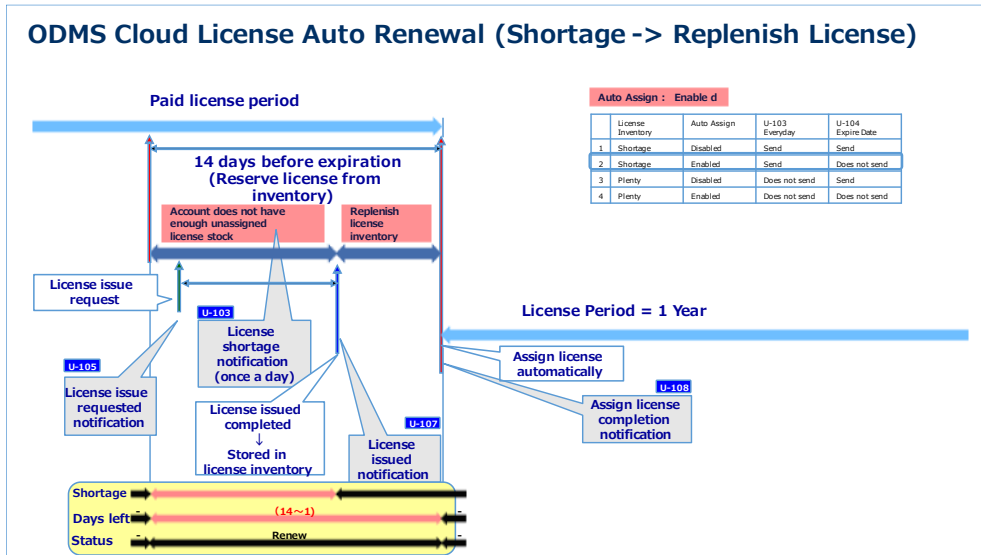 ODMS Cloud License Auto Renewal (Shortage -> Replenish License)
Paid license period
Auto Assign : Enable d
License Inventory Auto Assign U-103 Everyday U-104 Expire Date
1 Shortage Disabled Send Send
2 Shortage Enabled Send Does not send
3 Plenty Disabled Does not send Send
4 Plenty Enabled Does not send Does not send
14 days before expiration
(Reserve license from
inventory)
Account does not have
enough unassigned
license stock
Replenish
license
inventory
License issue
request
U-103
License
shortage
notification
(once a day)
License Period = 1 Year
U-105
License issue
requested
notification
Assign license
automatically
U-108
Assign license
completion
notification
License issued
completed
↓
Stored in
license inventory
U-107
License
issued
notification
Shortage
- Days left (14～1) -
- Status Renew -